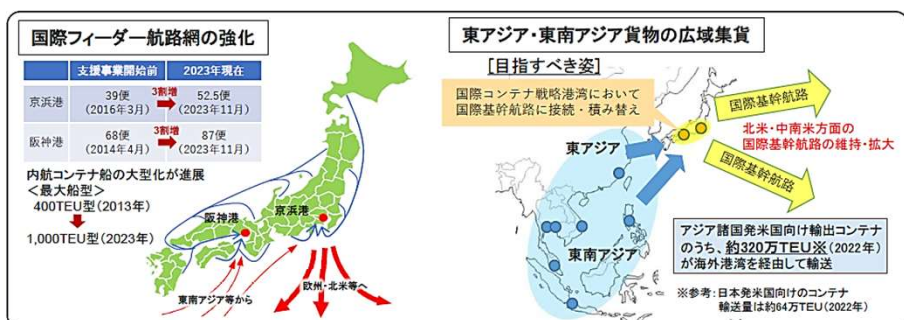 国際フィーダー航路網の強化
支援事業開始前 2023年現在
京浜港 39便 3割増 52.5便
(2016年3月) (2023年11月)
阪神港 68便 3割増 87便
(2014年4月) (2023年11月)
内航コンテナ船の大型化が進展
<最大船型>
400TEU型(2013年)
1,000TEU型(2023年)
阪神港
京浜港
東南アジア等から
欧州・北米等へ
東アジア・東南アジア貨物の広域集貨
[目指すべき姿]
国際コンテナ戦略港湾において
国際基幹航路に接続・積み替え
国際基幹航路
北米・中南米方面の
国際基幹航路の維持・拡大
国際基幹航路
東アジア
東南アジア
アジア諸国発米国向け輸出コンテナ
のうち、約320万TEU※(2022年)
が海外港湾を経由して輸送
※参考:日本発米国向けのコンテナ
輸送量は約64万TEU(2022年)